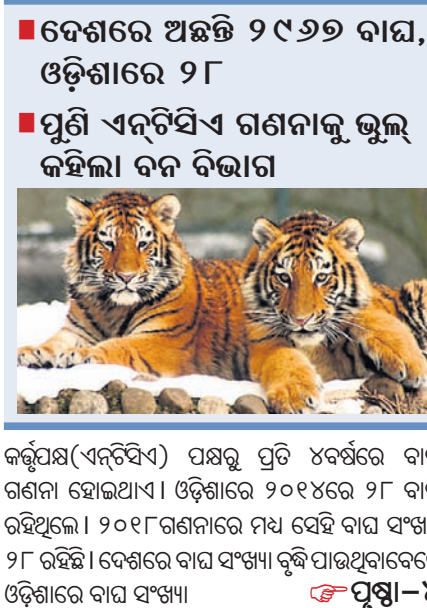 ଦେଶରେ ଅଛନ୍ତି ୨୯୬୭ ବାଘ,
ଓଡ଼ିଶାରେ ୨୮
ପୁଣି ଏନ୍‌ଟିସିଏ ଗଣନାକୁ ଭୁଲ୍
କହିଲା ବନ ବିଭାଗ
କର୍ତ୍ତୃପକ୍ଷ(ଏନ୍‌ଟିସିଏ) ପକ୍ଷରୁ ପ୍ରତି ୪ବର୍ଷରେ
ଗଣନା ହୋଇଥାଏ। ଓଡ଼ିଶାରେ ୨୦୧୪ରେ ୨୮
ରହିଥିଲେ। ୨୦୧୮ଗଣନାରେ ମଧ୍ୟ ସେହି ବାଘ
୨୮ ରହିଛି। ଦେଶରେ ବାଘ ସଂଖ୍ୟା ବୃଦ୍ଧି
ଓଡ଼ିଶାରେ ବାଘ ସଂଖ୍ୟା ପୃଷ୍ଠା–୪